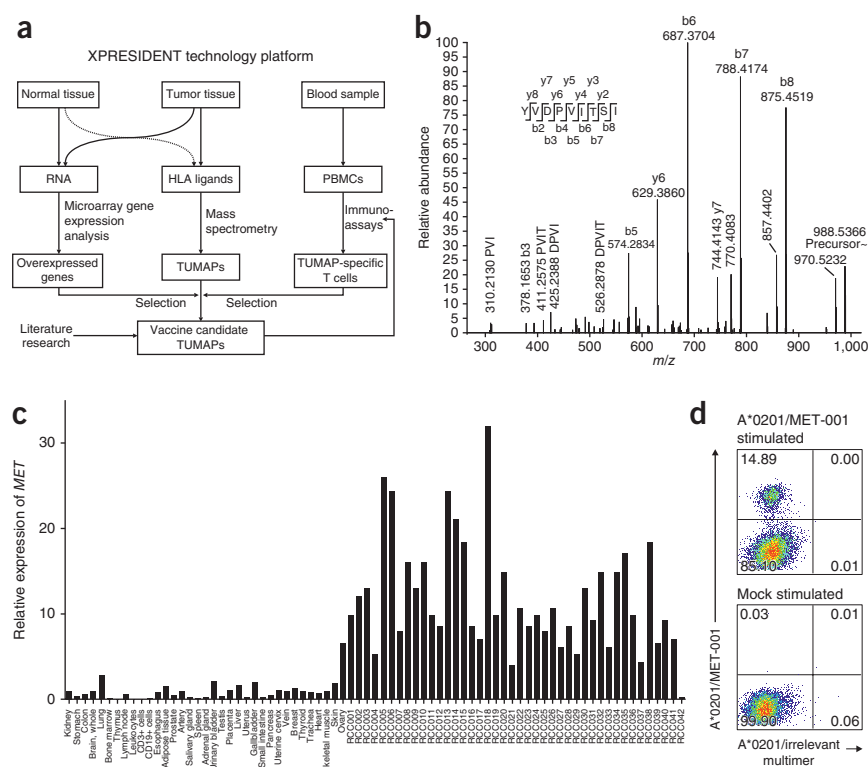 a
XPRESIDENT technology platform
Normal tissue
Tumor tissue
Blood sample
RNA
HLA ligands
PBMCs
Microarray gene
expression
analysis
Mass
spectrometry
Immuno-
assays
Overexpressed
genes
TUMAPs
TUMAP-specific
T cells
Selection
Selection
Literature
research
Vaccine candidate
TUMAPs
b
Relative abundance
100
95
90
85
80
75
70
65
60
55
50
45
40
35
30
25
20
15
10
5
0
y7 y5 y3
y8 y6 y4 y2
Y V D P V I T S I
b2 b4 b6 b8
b3 b5 b7
310.2130 PVI
378.1653 b3
411.2575 PVIT
425.2388 DPVI
526.2878 DPVIT
b5
574.2834
y6
629.3860
b6
687.3704
744.4143 y7
770.4083
b7
788.4174
857.4402
b8
875.4519
970.5232
988.5366
Precursor~
300 400 500 600 700 800 900 1,000
m/z
c
Relative expression of MET
30
20
10
0
Kidney
Stomach
Colon
Brain, whole
Lung
Bone marrow
Thymus
Lymph node
Leukocytes
CD3+ cells
CD19+ cells
Esophagus
Adipose tissue
Prostate
Artery
Salivary gland
Spleen
Adrenal gland
rinary bladder
Testis
Placenta
Liver
Uterus
Gallbladder
Small intestine
Pancreas
Uterine cervix
Vein
Breast
Thyroid
Trachea
Heart
keletal muscle
Skin
Ovary
RCC001
RCC002
RCC003
RCC004
RCC005
RCC006
RCC007
RCC008
RCC009
RCC010
RCC011
RCC012
RCC013
RCC014
RCC015
RCC016
RCC017
RCC018
RCC019
RCC020
RCC021
RCC022
RCC023
RCC024
RCC025
RCC026
RCC027
RCC028
RCC029
RCC030
RCC031
RCC032
RCC033
RCC034
RCC035
RCC036
RCC037
RCC038
RCC039
RCC040
RCC041
RCC042
d
A*0201/MET-001
stimulated
14.89 0.00
85.10 0.01
Mock stimulated
0.03 0.01
99.90 0.06
A*0201/MET-001
A*0201/irrelevant
multimer